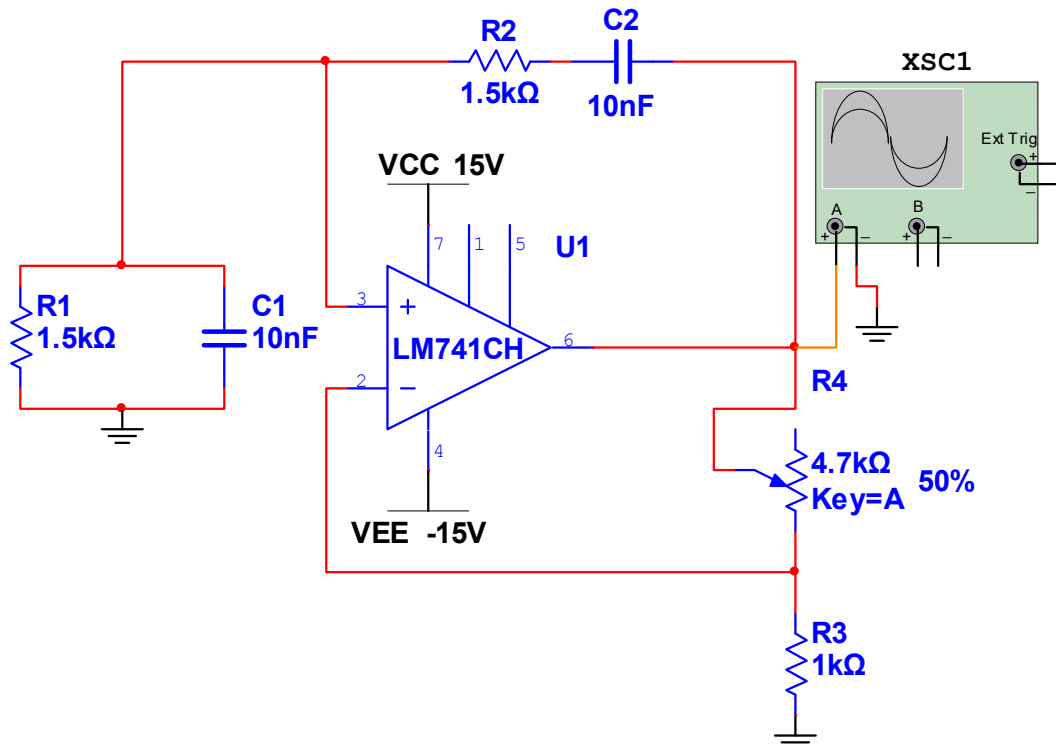 C2
R2
1.5kΩ
10nF
XSC1
Ext Trig
+
−
A
B
+
−
+
−
VCC 15V
7
1
5
U1
R1
1.5kΩ
C1
10nF
3
+
LM741CH
6
2
−
4
VEE -15V
R4
4.7kΩ
Key=A
50%
R3
1kΩ